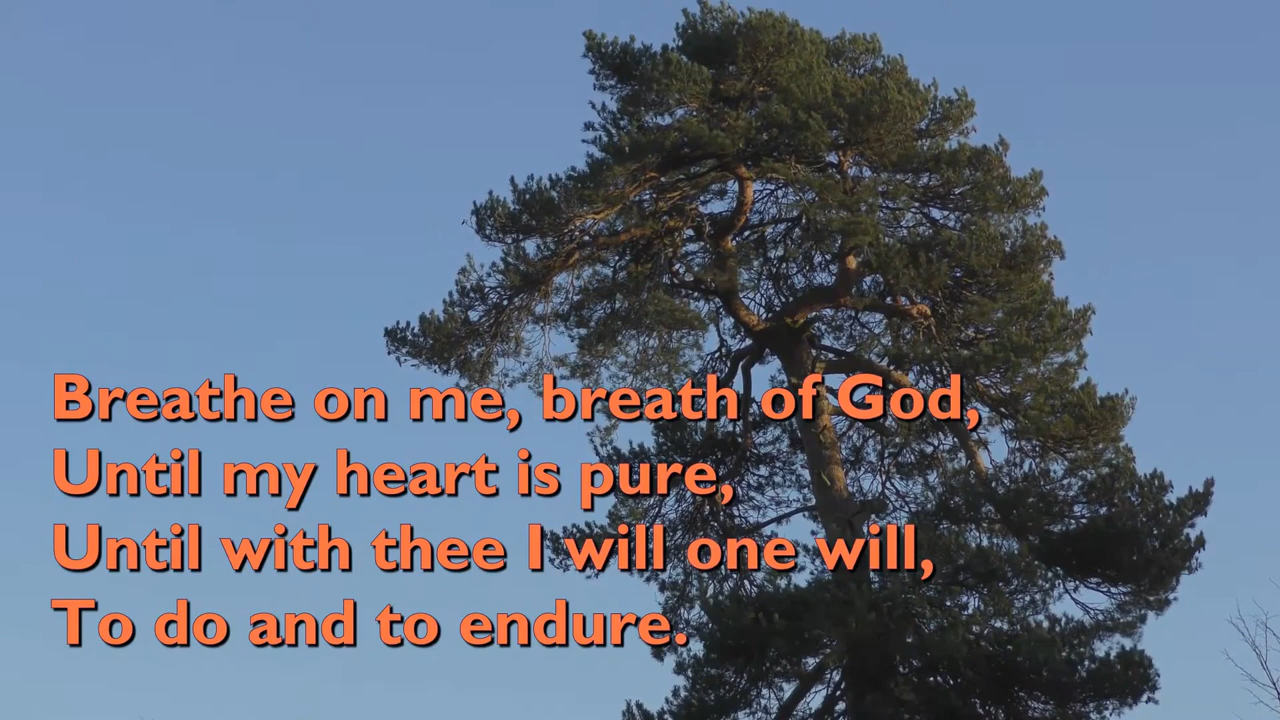 Breathe on me, breath of God,
Until my heart is pure,
Until with thee I will one will,
To do and to endure.